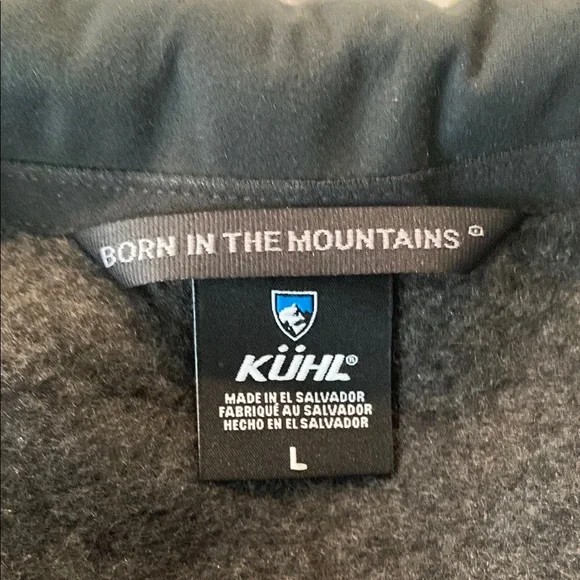 BORN IN THE MOUNTAINS ®
KÜHL®
MADE IN EL SALVADOR
FABRIQUÉ AU SALVADOR
HECHO EN EL SALVADOR
L